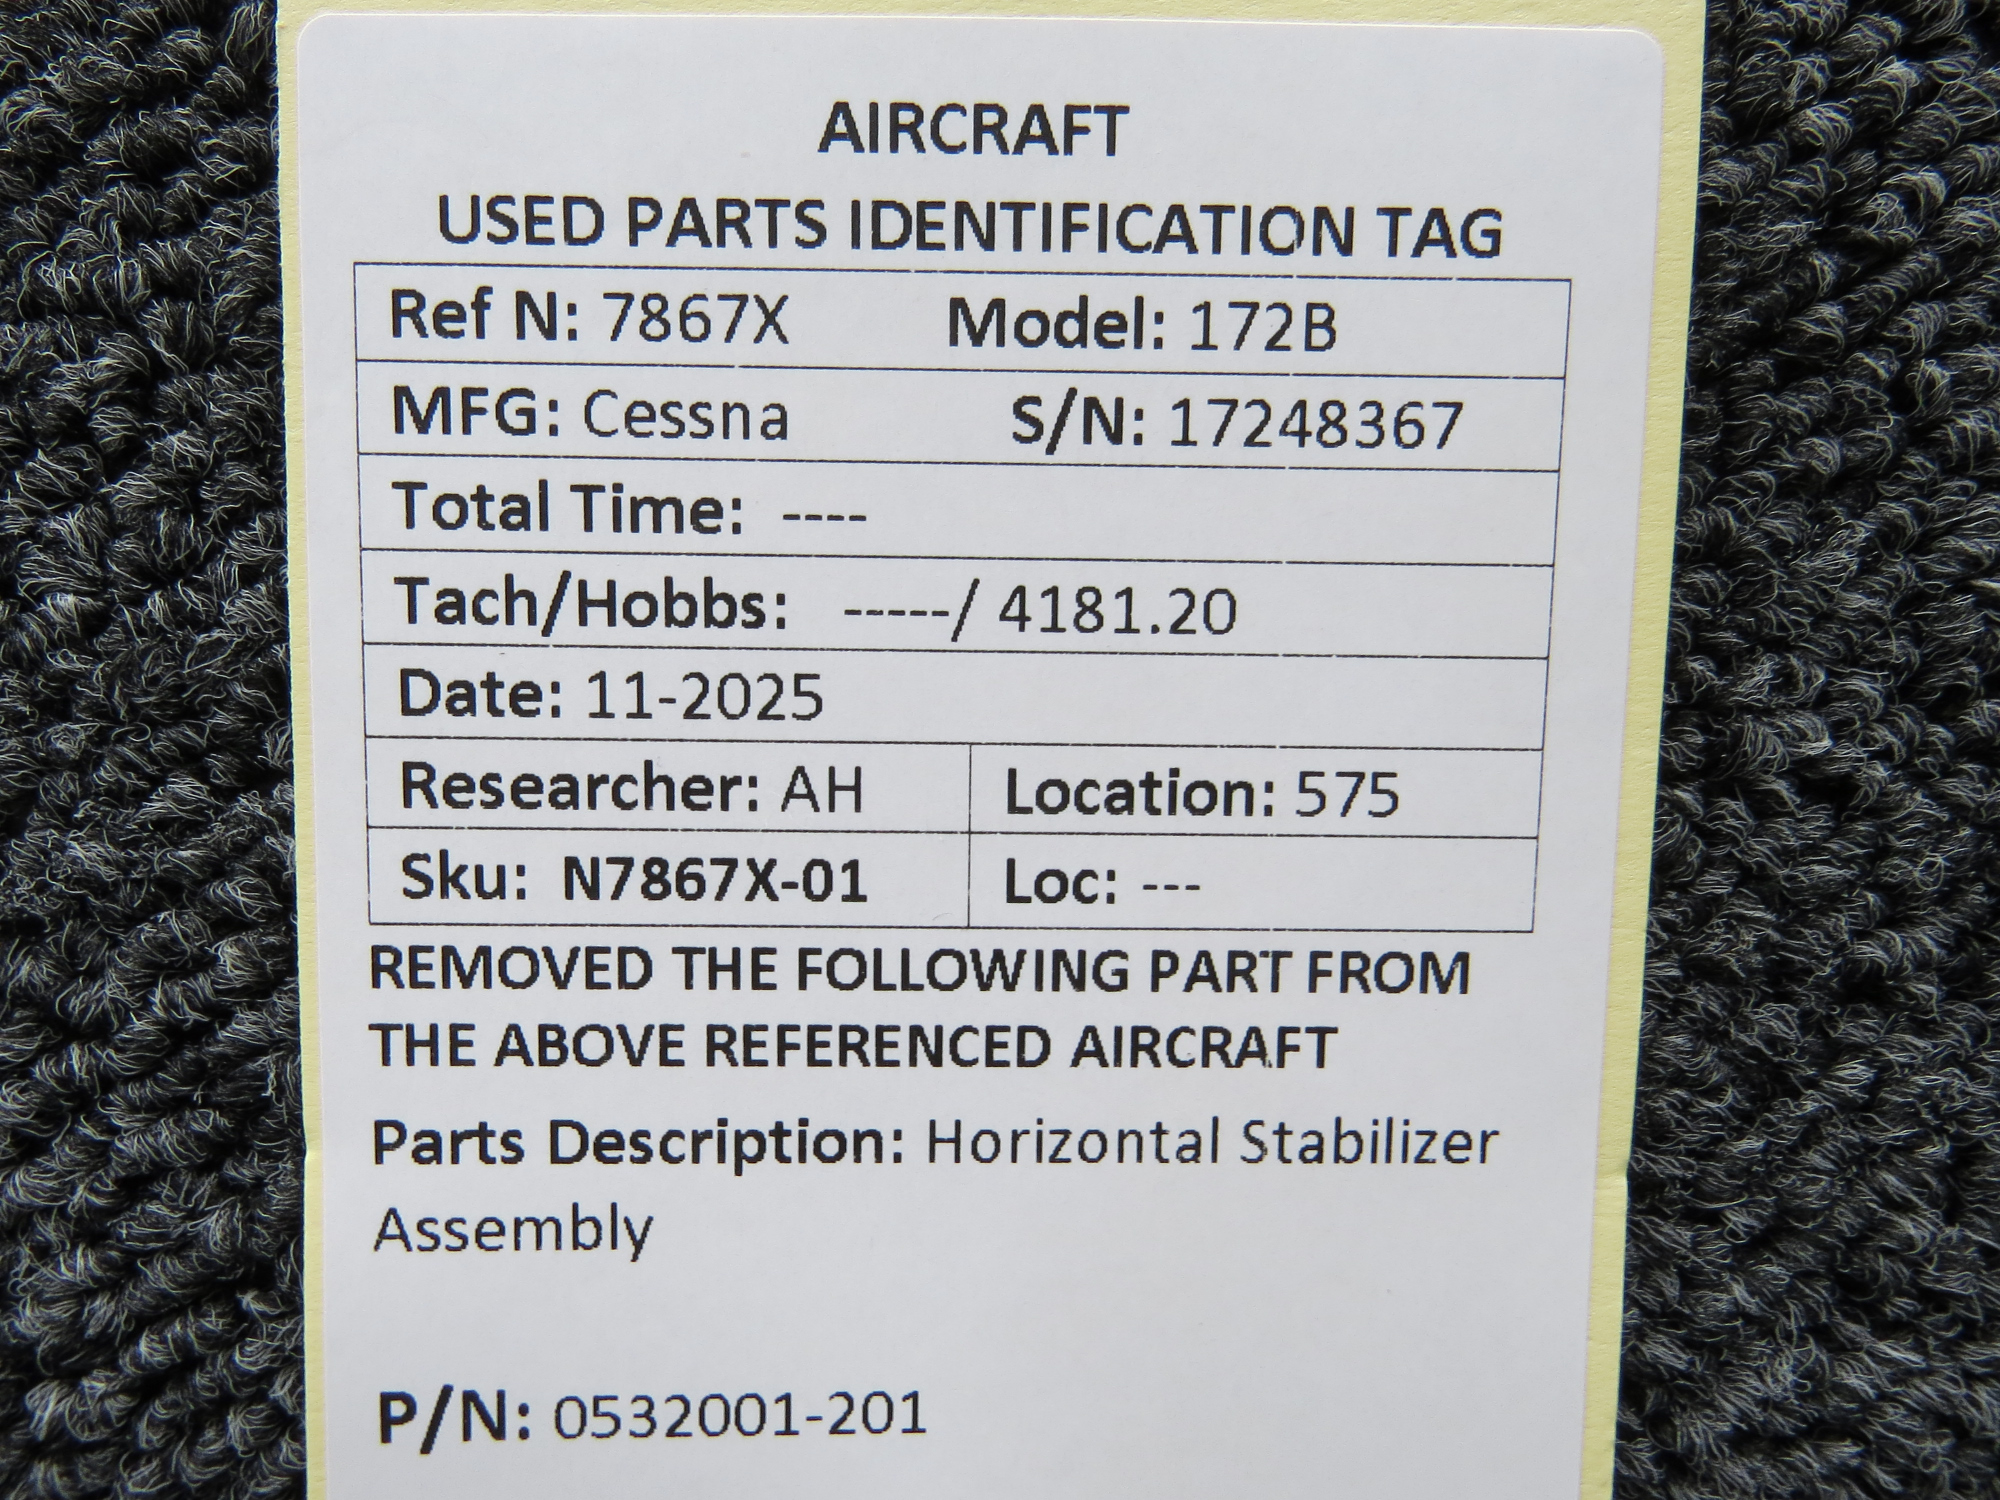 AIRCRAFT
USED PARTS IDENTIFICATION TAG
Ref N: 7867X Model: 172B
MFG: Cessna S/N: 17248367
Total Time: ----
Tach/Hobbs: -----/ 4181.20
Date: 11-2025
Researcher: AH Location: 575
Sku: N7867X-01 Loc: ---
REMOVED THE FOLLOWING PART FROM
THE ABOVE REFERENCED AIRCRAFT
Parts Description: Horizontal Stabilizer
Assembly
P/N: 0532001-201